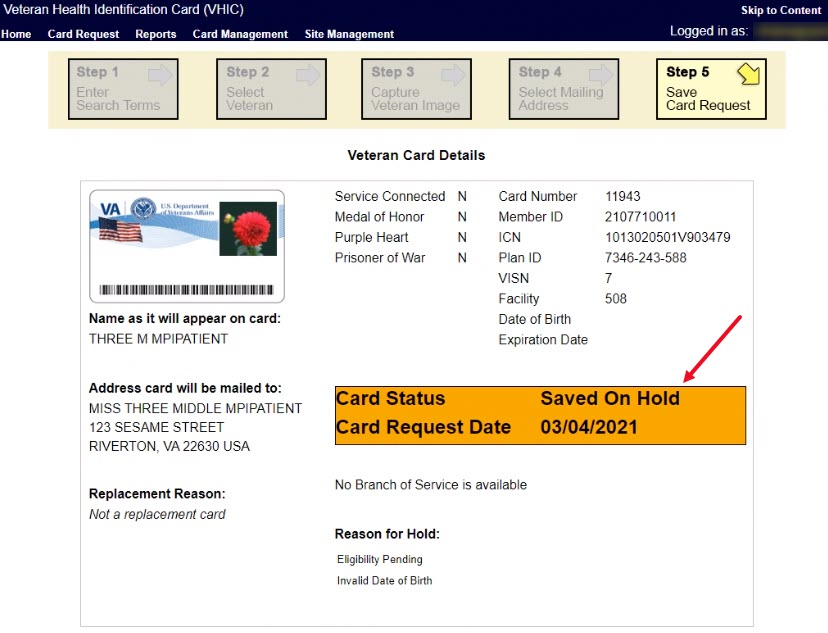 Veteran Health Identification Card (VHIC)
Skip to Content
Home Card Request Reports Card Management Site Management
Logged in as:
Step 1
Enter
Search Terms
Step 2
Select
Veteran
Step 3
Capture
Veteran Image
Step 4
Select Mailing
Address
Step 5
Save
Card Request
Veteran Card Details
VA
U.S. Department
of Veterans Affairs
Name as it will appear on card:
THREE M MPIPATIENT
Address card will be mailed to:
MISS THREE MIDDLE MPIPATIENT
123 SESAME STREET
RIVERTON, VA 22630 USA
Replacement Reason:
Not a replacement card
Service Connected N
Medal of Honor N
Purple Heart N
Prisoner of War N
Card Number 11943
Member ID 2107710011
ICN 1013020501V903479
Plan ID 7346-243-588
VISN 7
Facility 508
Date of Birth
Expiration Date
Card Status Saved On Hold
Card Request Date 03/04/2021
No Branch of Service is available
Reason for Hold:
Eligibility Pending
Invalid Date of Birth